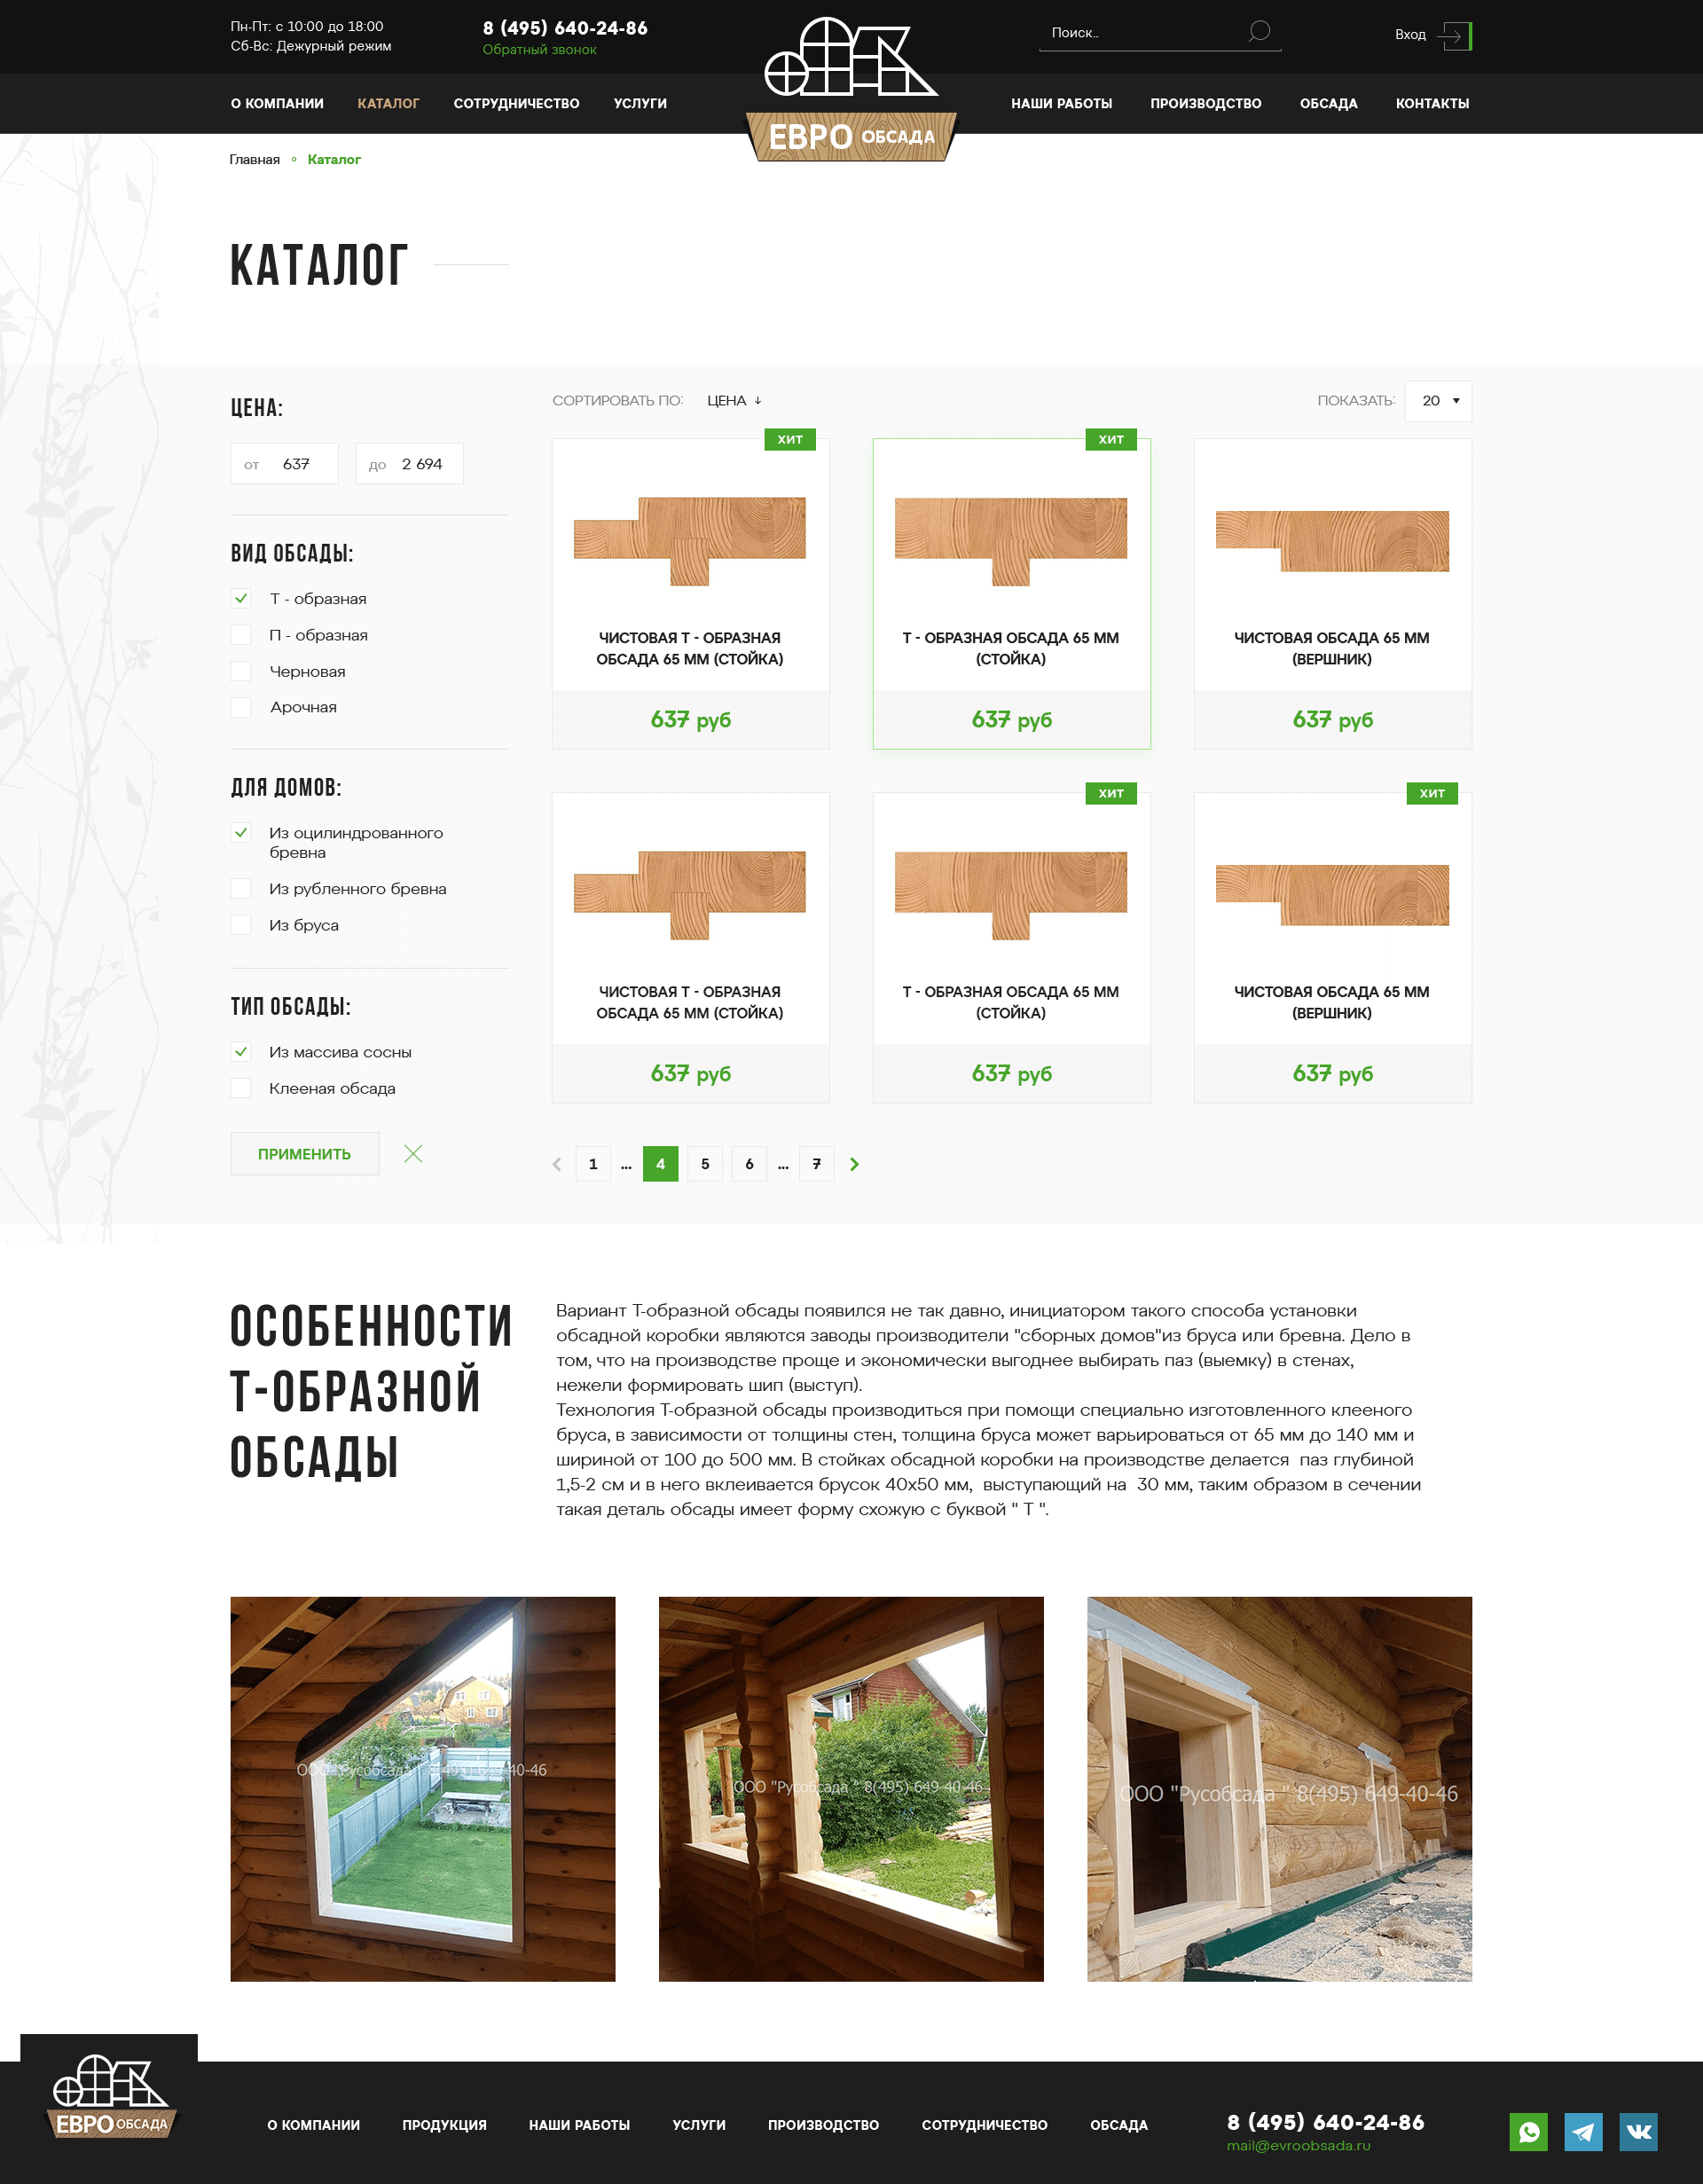 Пн-Пт: с 10:00 до 18:00
Сб-Вс: Дежурный режим
8 (495) 640-24-86
Обратный звонок
Поиск..
Вход
О КОМПАНИИ
КАТАЛОГ
СОТРУДНИЧЕСТВО
УСЛУГИ
ЕВРО ОБСАДА
НАШИ РАБОТЫ
ПРОИЗВОДСТВО
ОБСАДА
КОНТАКТЫ
Главная
Каталог
КАТАЛОГ
ЦЕНА:
от 637
до 2 694
ВИД ОБСАДЫ:
Т - образная
П - образная
Черновая
Арочная
ДЛЯ ДОМОВ:
Из оцилиндрованного
бревна
Из рубленного бревна
Из бруса
ТИП ОБСАДЫ:
Из массива сосны
Клееная обсада
ПРИМЕНИТЬ
СОРТИРОВАТЬ ПО:
ЦЕНА ↓
ПОКАЗАТЬ:
20
ХИТ
ЧИСТОВАЯ Т - ОБРАЗНАЯ
ОБСАДА 65 ММ (СТОЙКА)
637 руб
ХИТ
Т - ОБРАЗНАЯ ОБСАДА 65 ММ
(СТОЙКА)
637 руб
ЧИСТОВАЯ ОБСАДА 65 ММ
(ВЕРШНИК)
637 руб
ЧИСТОВАЯ Т - ОБРАЗНАЯ
ОБСАДА 65 ММ (СТОЙКА)
637 руб
ХИТ
Т - ОБРАЗНАЯ ОБСАДА 65 ММ
(СТОЙКА)
637 руб
ХИТ
ЧИСТОВАЯ ОБСАДА 65 ММ
(ВЕРШНИК)
637 руб
1 ... 4 5 6 ... 7
ОСОБЕННОСТИ
Т-ОБРАЗНОЙ
ОБСАДЫ
Вариант Т-образной обсады появился не так давно, инициатором такого способа установки
обсадной коробки являются заводы производители "сборных домов"из бруса или бревна. Дело в
том, что на производстве проще и экономически выгоднее выбирать паз (выемку) в стенах,
нежели формировать шип (выступ).
Технология Т-образной обсады производиться при помощи специально изготовленного клееного
бруса, в зависимости от толщины стен, толщина бруса может варьироваться от 65 мм до 140 мм и
шириной от 100 до 500 мм. В стойках обсадной коробки на производстве делается  паз глубиной
1,5-2 см и в него вклеивается брусок 40х50 мм,  выступающий на  30 мм, таким образом в сечении
такая деталь обсады имеет форму схожую с буквой " Т ".
ООО "Русобсада " 8(495) 649-40-46
ООО "Русобсада " 8(495) 649-40-46
ООО "Русобсада " 8(495) 649-40-46
ЕВРО ОБСАДА
О КОМПАНИИ
ПРОДУКЦИЯ
НАШИ РАБОТЫ
УСЛУГИ
ПРОИЗВОДСТВО
СОТРУДНИЧЕСТВО
ОБСАДА
8 (495) 640-24-86
mail@evroobsada.ru